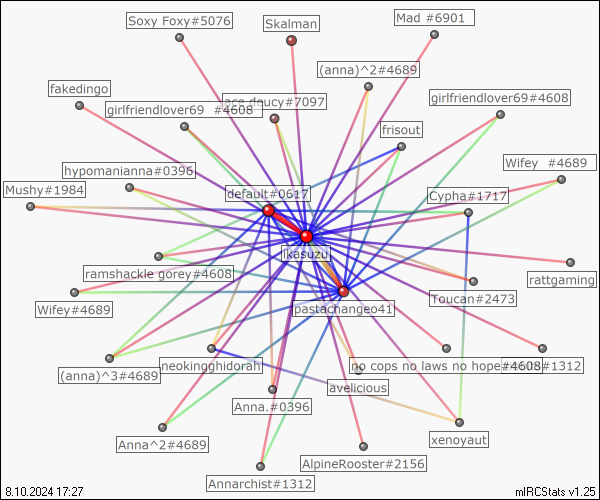 Soxy Foxy#5076
Skalman
Mad #6901
(anna)^2#4689
fakedingo
girlfriendlover69 #4608
deucy#7097
girlfriendlover69#4608
frisout
Wifey #4689
hypomanianna#0396
Mushy#1984
default#0617
Cypha#1717
ikasuzu
ramshackle gorey#4608
rattgaming
Toucan#2473
Wifey#4689
pastachangeo41
(anna)^3#4689
neokingghidorah
no cops no laws no hope#4608
#1312
avelicious
Anna.#0396
Anna^2#4689
xenoyaut
AlpineRooster#2156
Annarchist#1312
8.10.2024 17:27
mIRCStats v1.25